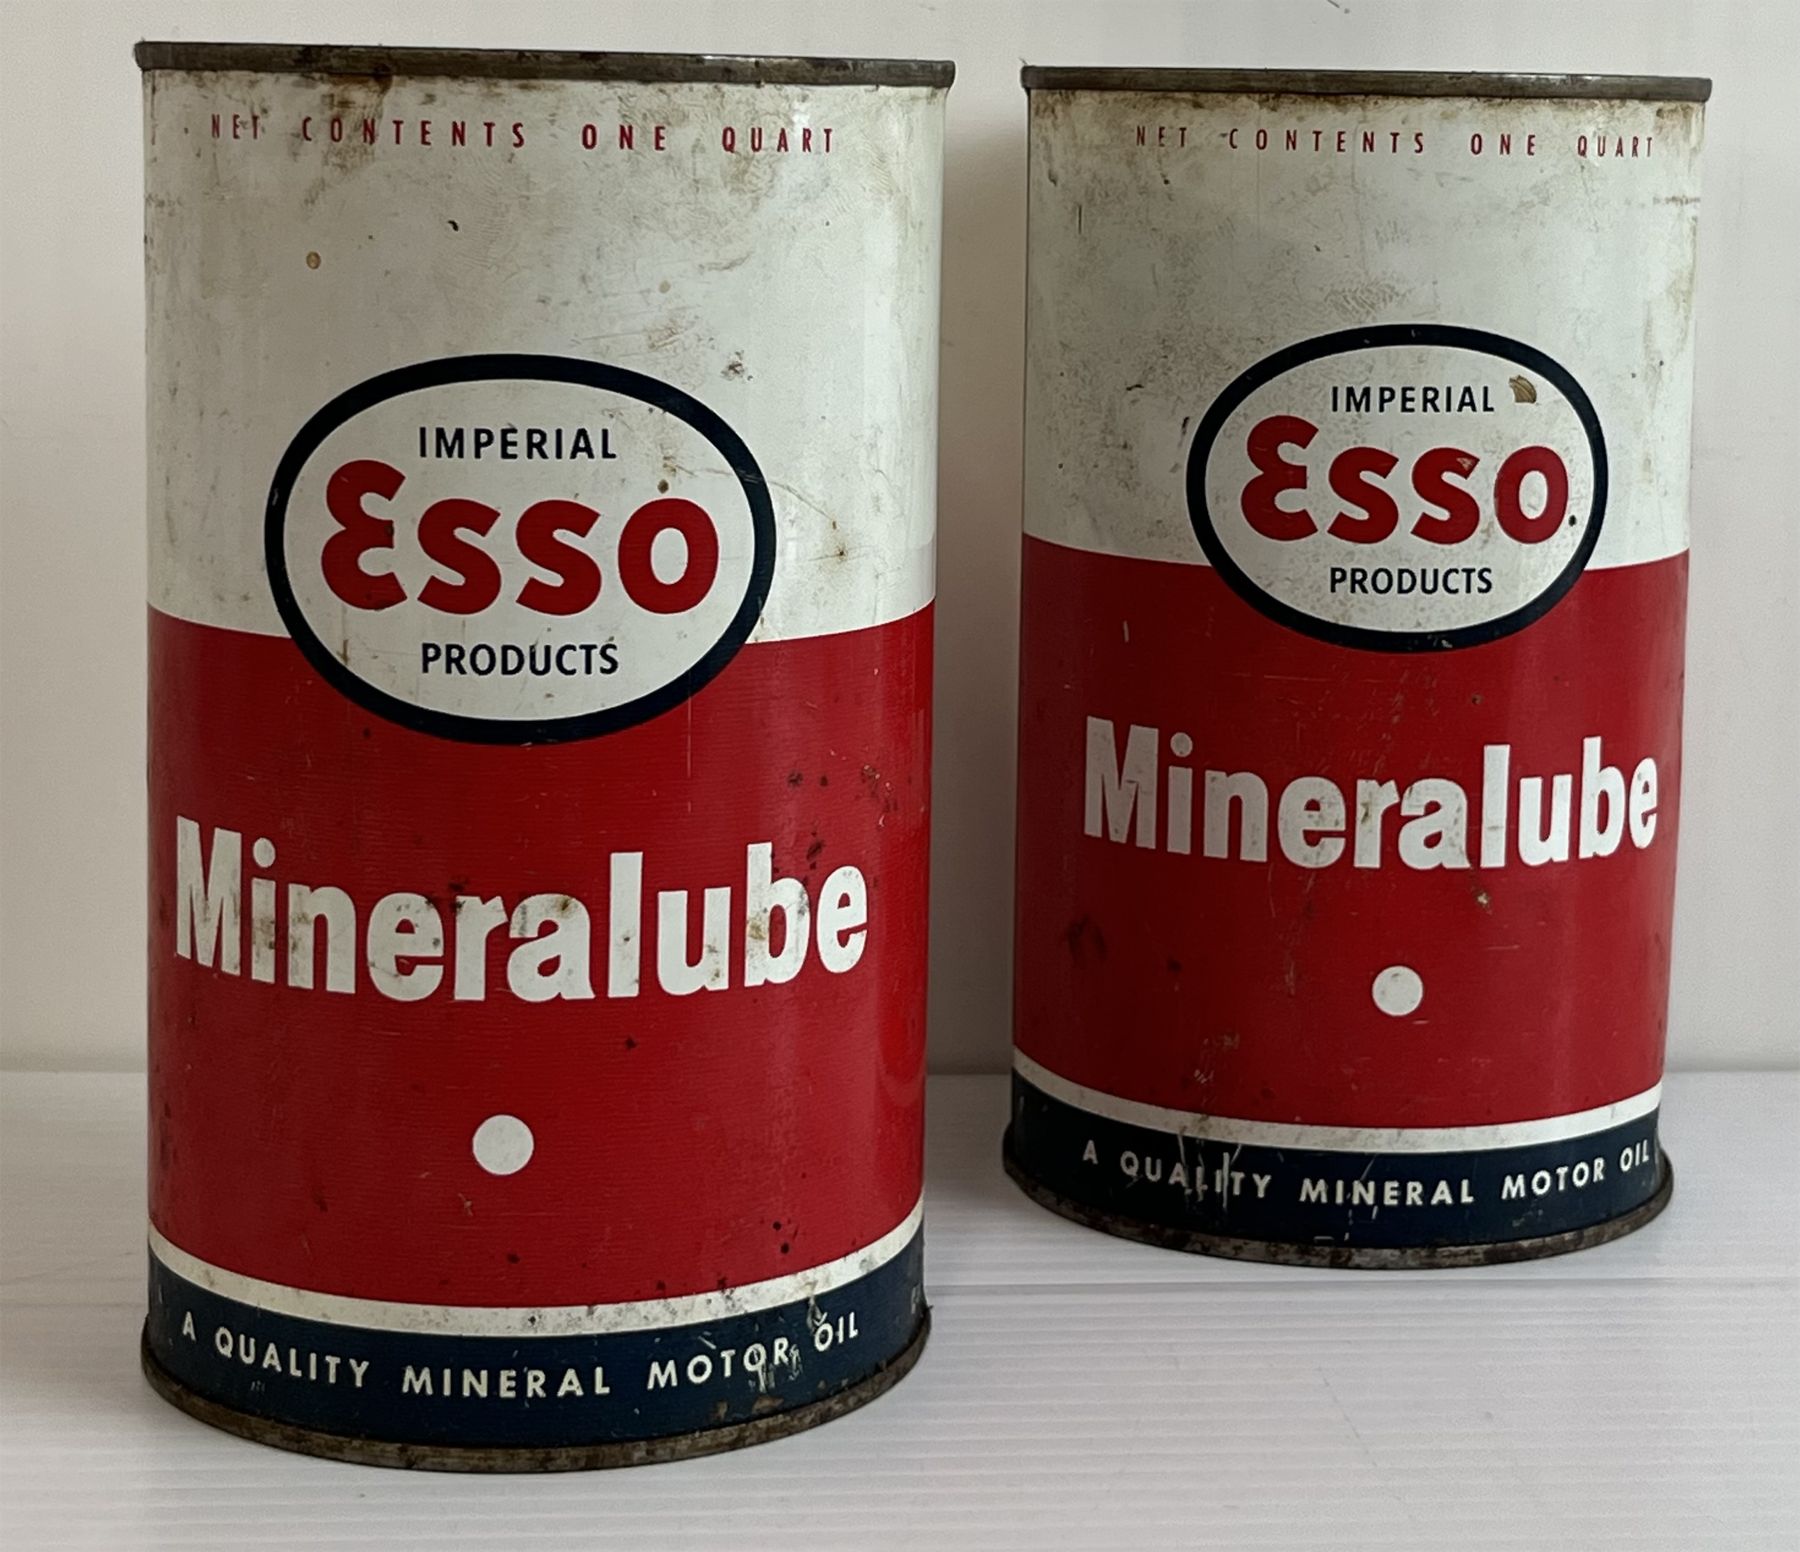 NET CONTENTS ONE QUART
IMPERIAL
Esso
PRODUCTS
Mineralube
A QUALITY MINERAL MOTOR OIL
NET CONTENTS ONE QUART
IMPERIAL
Esso
PRODUCTS
Mineralube
A QUALITY MINERAL MOTOR OIL